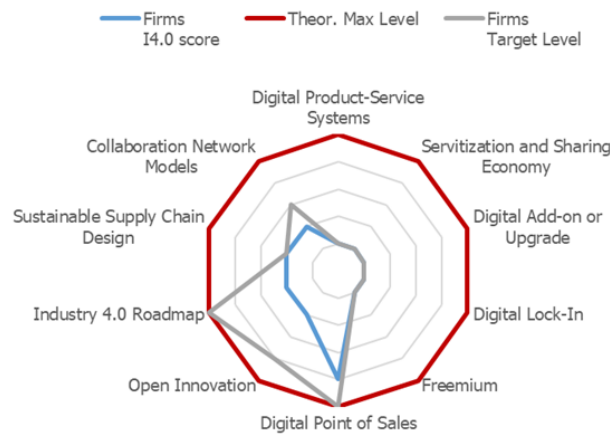 Firms
I4.0 score
Theor. Max Level
Firms
Target Level
Digital Product-Service
Systems
Collaboration Network
Models
Servitization and Sharing
Economy
Sustainable Supply Chain
Design
Digital Add-on or
Upgrade
Industry 4.0 Roadmap
Digital Lock-In
Open Innovation
Freemium
Digital Point of Sales